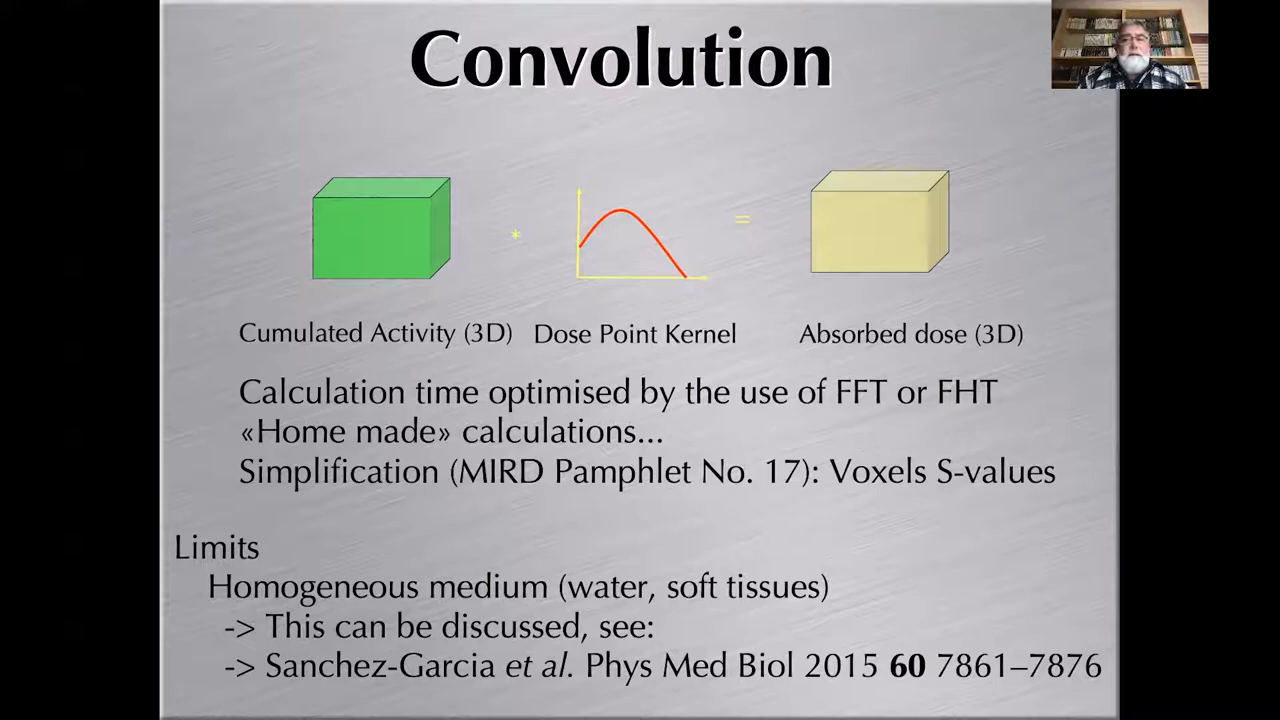 Convolution
*
=
Cumulated Activity (3D) Dose Point Kernel Absorbed dose (3D)
Calculation time optimised by the use of FFT or FHT
«Home made» calculations...
Simplification (MIRD Pamphlet No. 17): Voxels S-values
Limits
Homogeneous medium (water, soft tissues)
-> This can be discussed, see:
-> Sanchez-Garcia et al. Phys Med Biol 2015 60 7861–7876